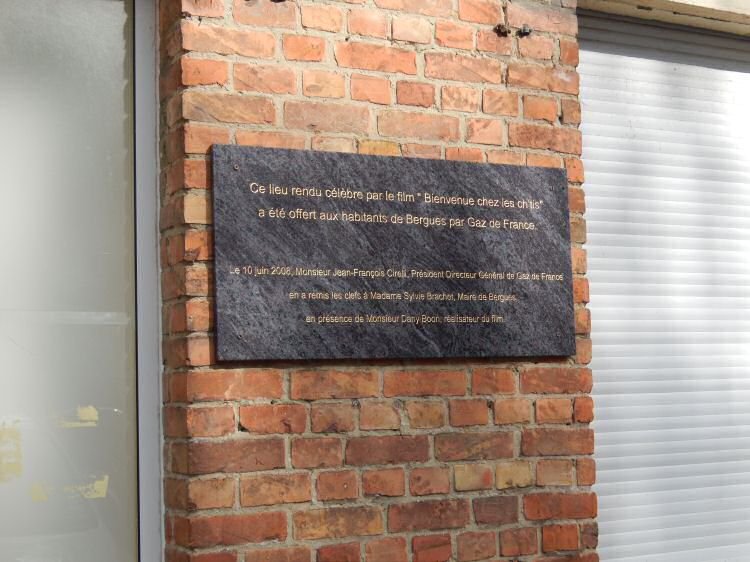 Ce lieu rendu célèbre par le film " Bienvenue chez les ch'tis"
a été offert aux habitants de Bergues par Gaz de France.
Le 10 juin 2008, Monsieur Jean-François Cirelli, Président Directeur Général de Gaz de France
en a remis les clefs à Madame Sylvie Brachet, Maire de Bergues,
en présence de Monsieur Dany Boon, réalisateur du film